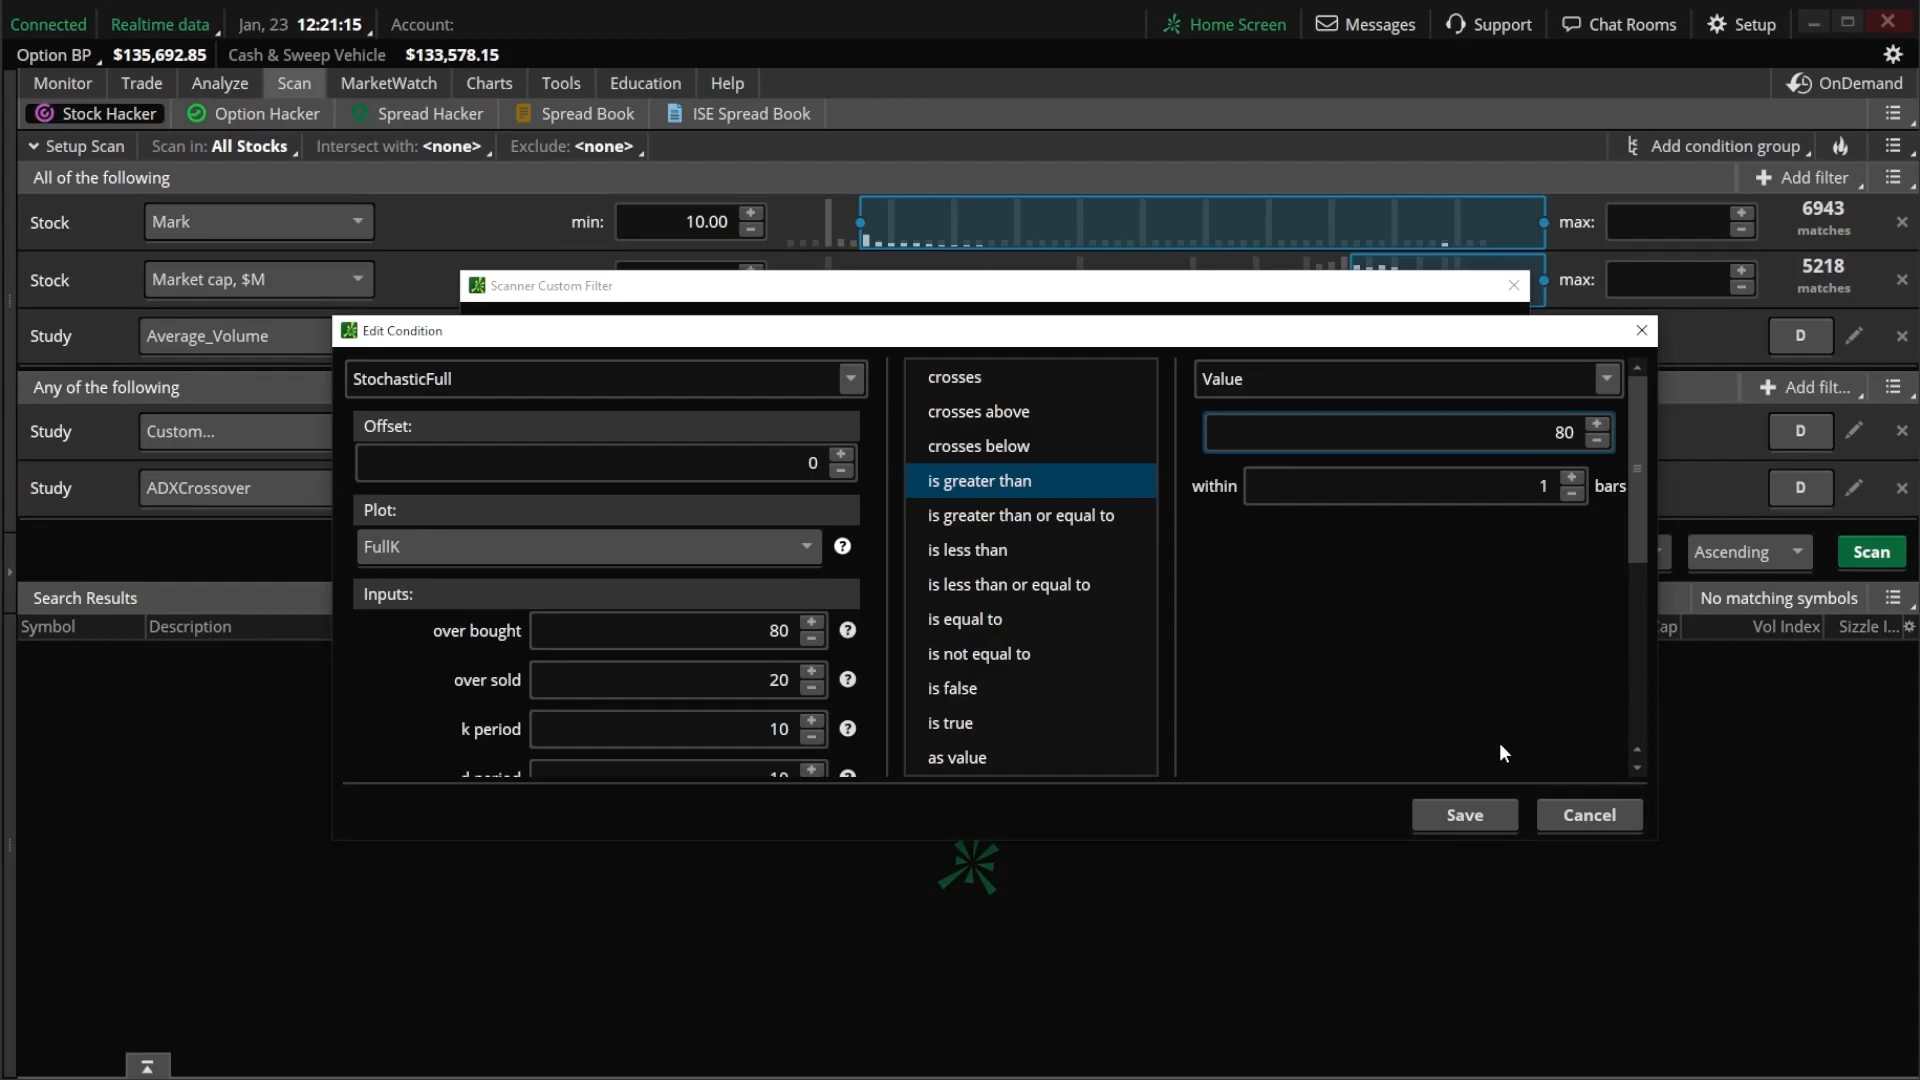 Connected Realtime data Jan, 23 12:21:15 Account: Home Screen Messages Support Chat Rooms Setup
Option BP $135,692.85 Cash & Sweep Vehicle $133,578.15
Monitor Trade Analyze Scan MarketWatch Charts Tools Education Help OnDemand
Stock Hacker Option Hacker Spread Hacker Spread Book ISE Spread Book
Setup Scan Scan in: All Stocks Intersect with: <none> Exclude: <none> Add condition group
All of the following Add filter
Stock Mark min: 10.00 max: 6943 matches
Stock Market cap, $M max: 5218 matches
Scanner Custom Filter
Study Average_Volume D
Edit Condition
Any of the following Add filt...
Study Custom... D
Study ADXCrossover D
StochasticFull
Offset:
0
Plot:
FullK
Inputs:
over bought 80
over sold 20
k period 10
crosses
crosses above
crosses below
is greater than
is greater than or equal to
is less than
is less than or equal to
is equal to
is not equal to
is false
is true
as value
Value
80
within 1 bars
Save Cancel
Ascending Scan
Search Results No matching symbols
Symbol Description ap Vol Index Sizzle I...